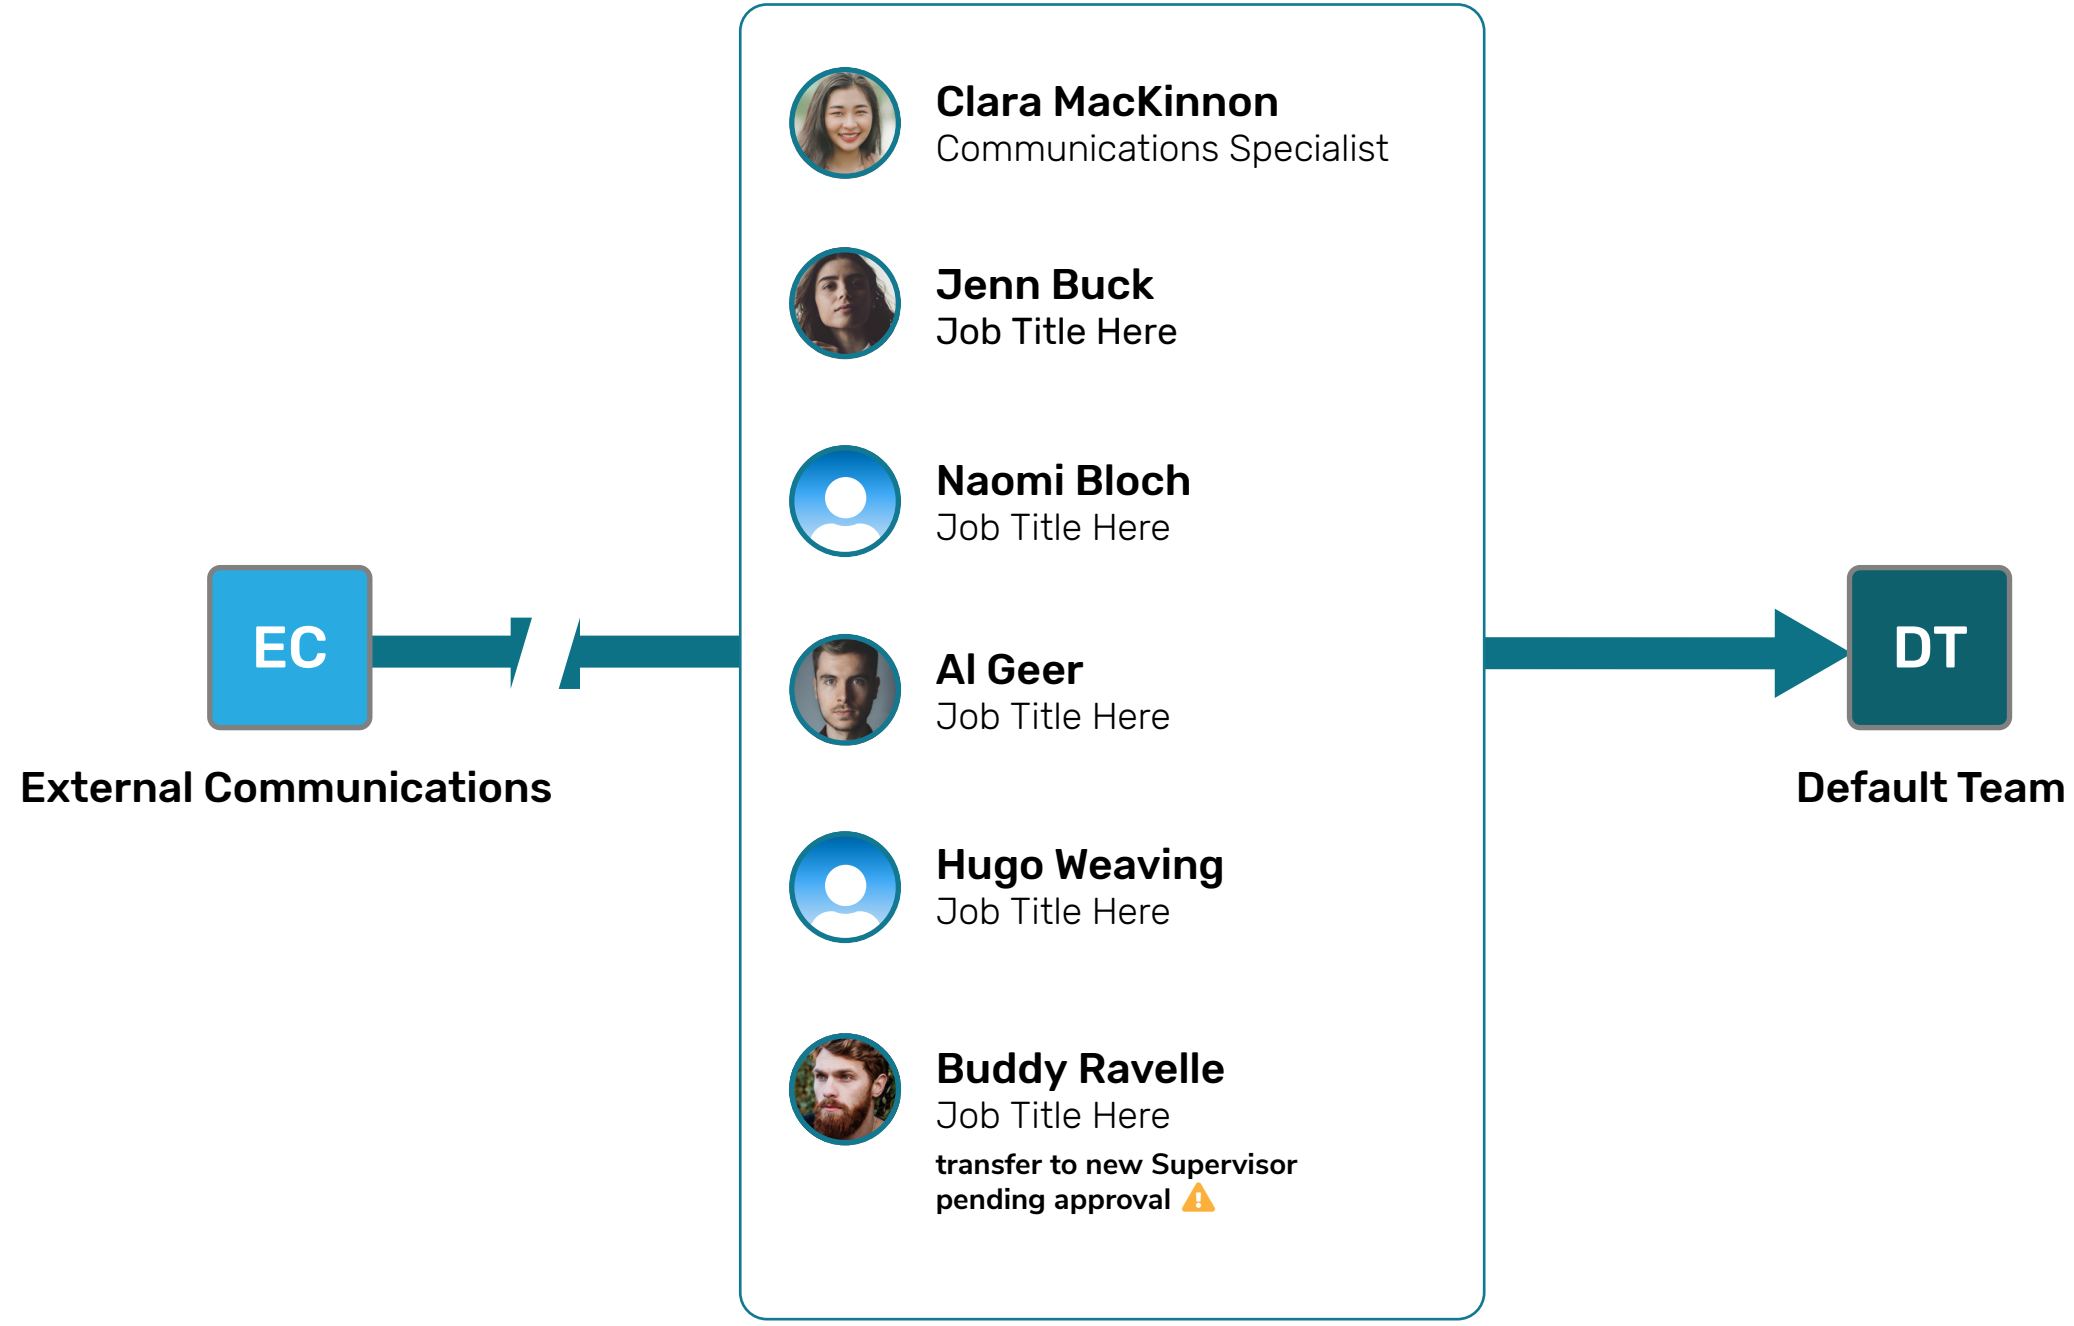 Clara MacKinnon
Communications Specialist
Jenn Buck
Job Title Here
Naomi Bloch
Job Title Here
EC
External Communications
Al Geer
Job Title Here
DT
Default Team
Hugo Weaving
Job Title Here
Buddy Ravelle
Job Title Here
transfer to new Supervisor
pending approval